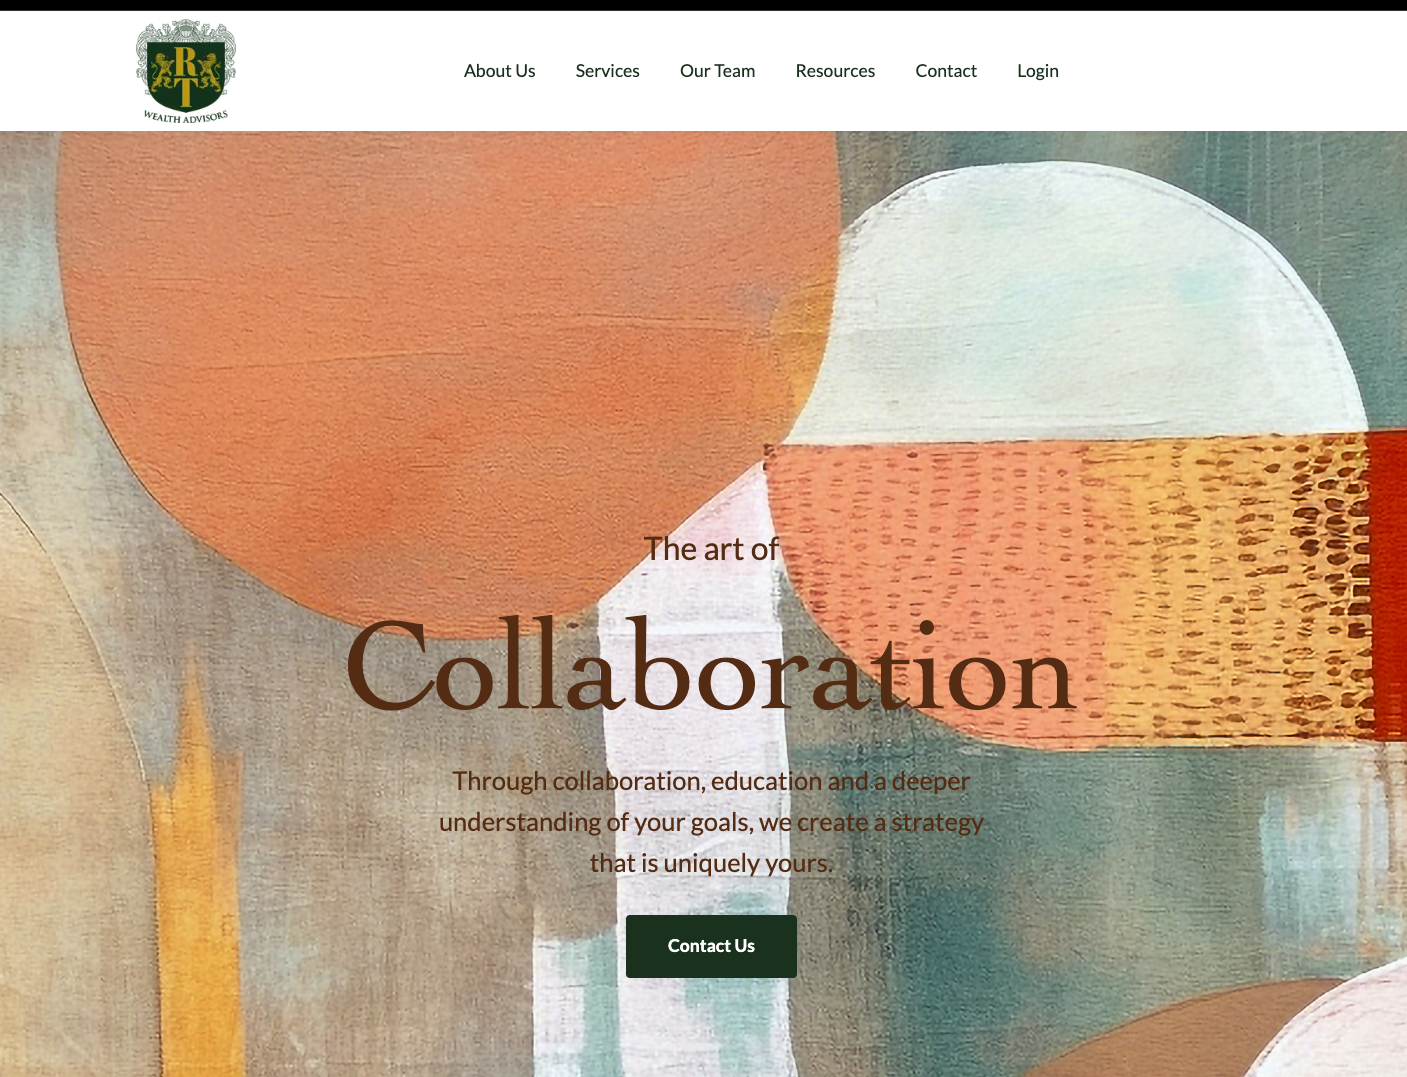 RT
WEALTH ADVISORS
About Us Services Our Team Resources Contact Login
The art of
Collaboration
Through collaboration, education and a deeper
understanding of your goals, we create a strategy
that is uniquely yours.
Contact Us